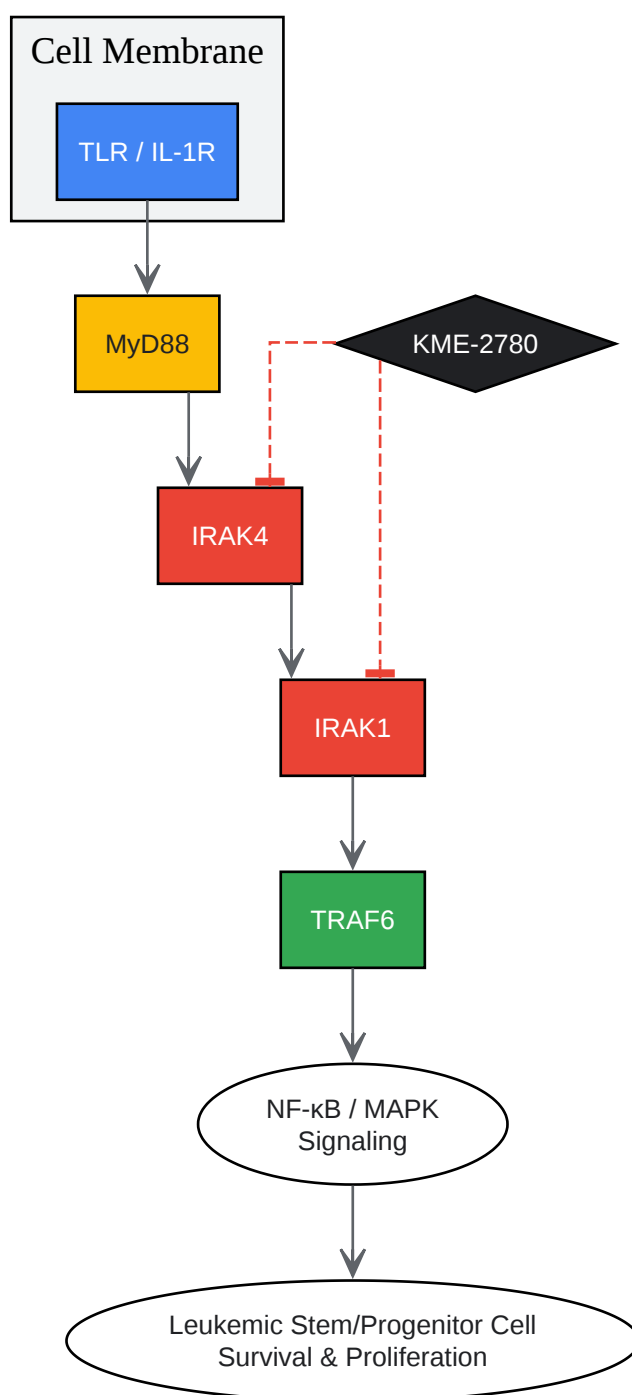 Cell Membrane
TLR / IL-1R
MyD88
KME-2780
IRAK4
IRAK1
TRAF6
NF-κB / MAPK
Signaling
Leukemic Stem/Progenitor Cell
Survival & Proliferation